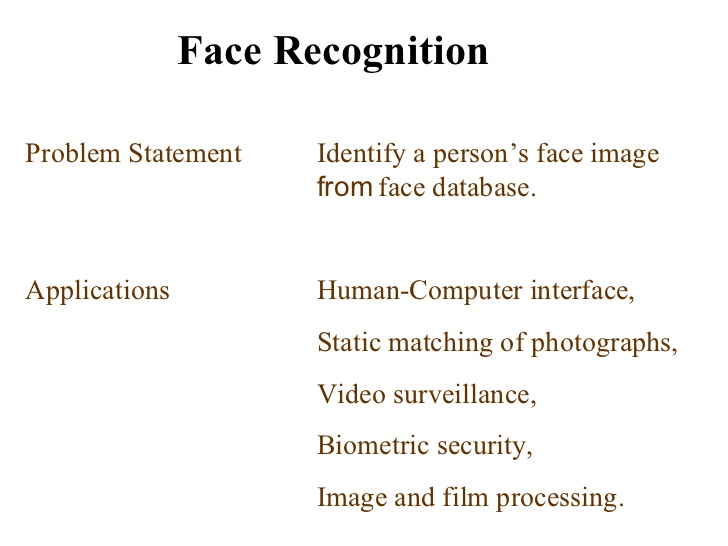 Face Recognition
Problem Statement
Identify a person’s face image
from face database.
Applications
Human-Computer interface,
Static matching of photographs,
Video surveillance,
Biometric security,
Image and film processing.